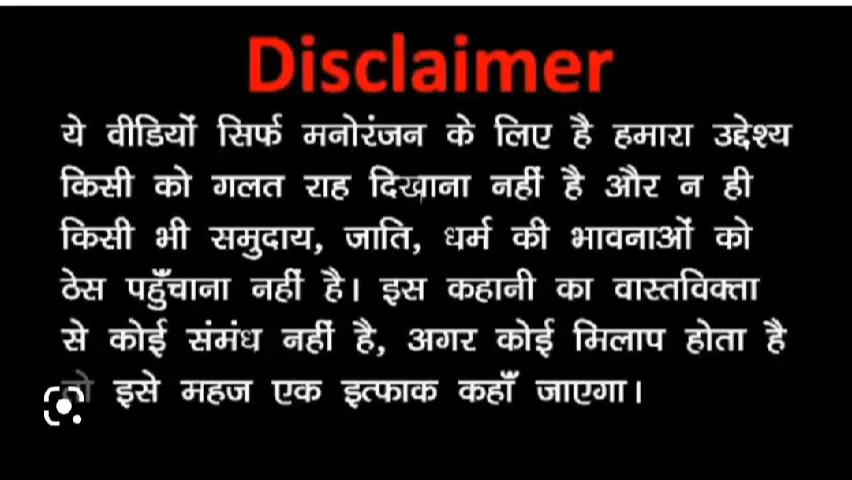 Disclaimer
ये वीडियों सिर्फ मनोरंजन के लिए है हमारा उद्देश्य
किसी को गलत राह दिखाना नहीं है और न ही
किसी भी समुदाय, जाति, धर्म की भावनाओं को
ठेस पहुँचाना नहीं है। इस कहानी का वास्तविक्ता
से कोई संमंध नहीं है, अगर कोई मिलाप होता है
इसे महज एक इत्फाक कहाँ जाएगा।